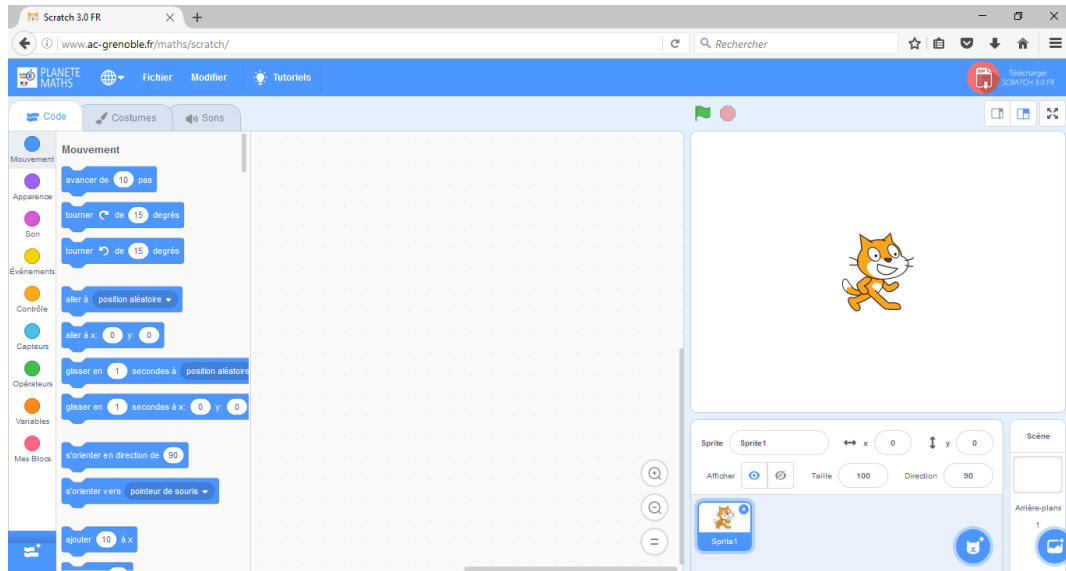 Scratch 3.0 FR
www.ac-grenoble.fr/maths/scratch/
Rechercher
PLANETE MATHS
Fichier
Modifier
Tutoriels
Télécharger
SCRATCH 3.0 FR
Code
Costumes
Sons
Mouvement
Apparence
Son
Événements
Contrôle
Capteurs
Opérateurs
Variables
Mes Blocs
Mouvement
avancer de 10 pas
tourner de 15 degrés
tourner de 15 degrés
aller à position aléatoire
aller à x: 0 y: 0
glisser en 1 secondes à position aléatoire
glisser en 1 secondes à x: 0 y: 0
s'orienter en direction de 90
s'orienter vers pointeur de souris
ajouter 10 à x
Sprite Sprite1 x 0 y 0
Afficher Taille 100 Direction 90
Sprite1
Scène
Arrière-plans
1